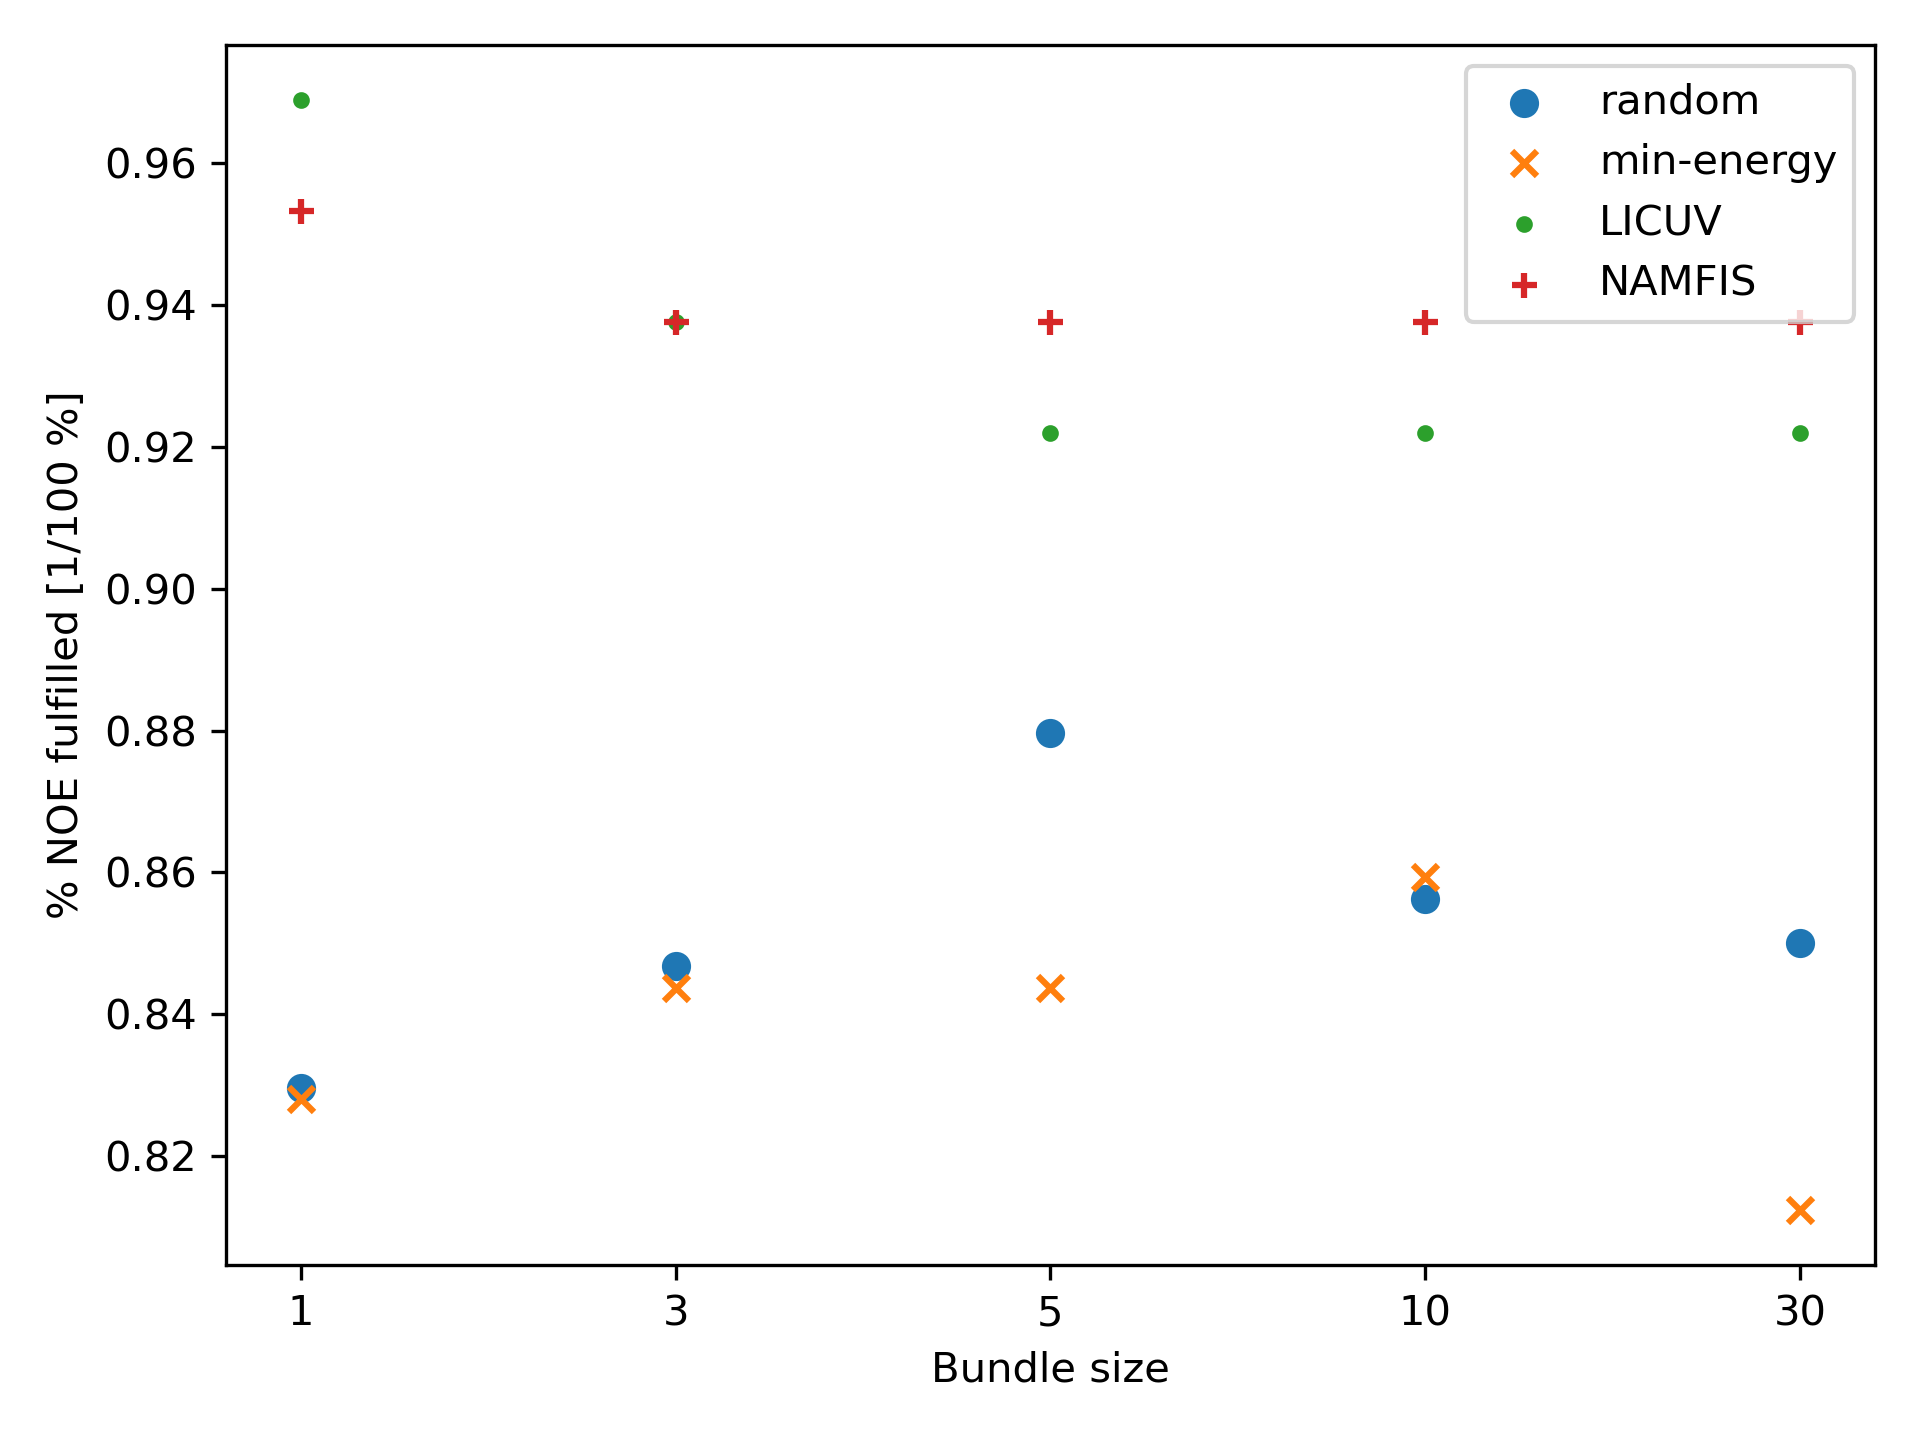 random
min-energy
LICUV
NAMFIS
% NOE fulfilled [1/100 %]
0.96
0.94
0.92
0.90
0.88
0.86
0.84
0.82
1 3 5 10 30
Bundle size